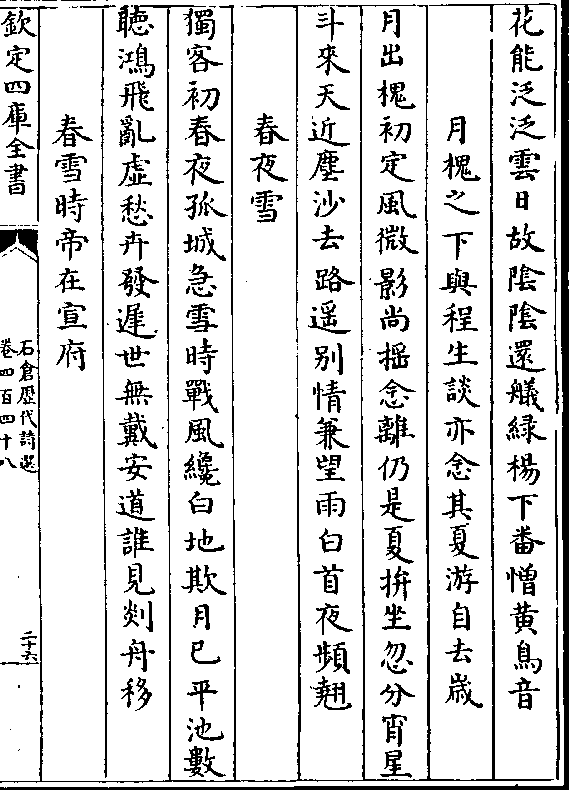 花能泛泛雲日故陰陰還艤緑楊下畨憎黄鳥音
月槐之下與程生談亦念其夏游自去歲
月出槐初定風微影尚揺念離仍是夏拚坐忽分宵星
斗來天近塵沙去路遥别情兼望雨白首夜頻翹
春夜雪
獨客初春夜孤城急雪時戰風纔白地欺月已平池數
聽鴻飛亂虚愁卉發遲世無戴安道誰見剡舟移
春雪時帝在宣府
欽定四庫全書
石倉歴代詩選
卷四百四十八
二十六